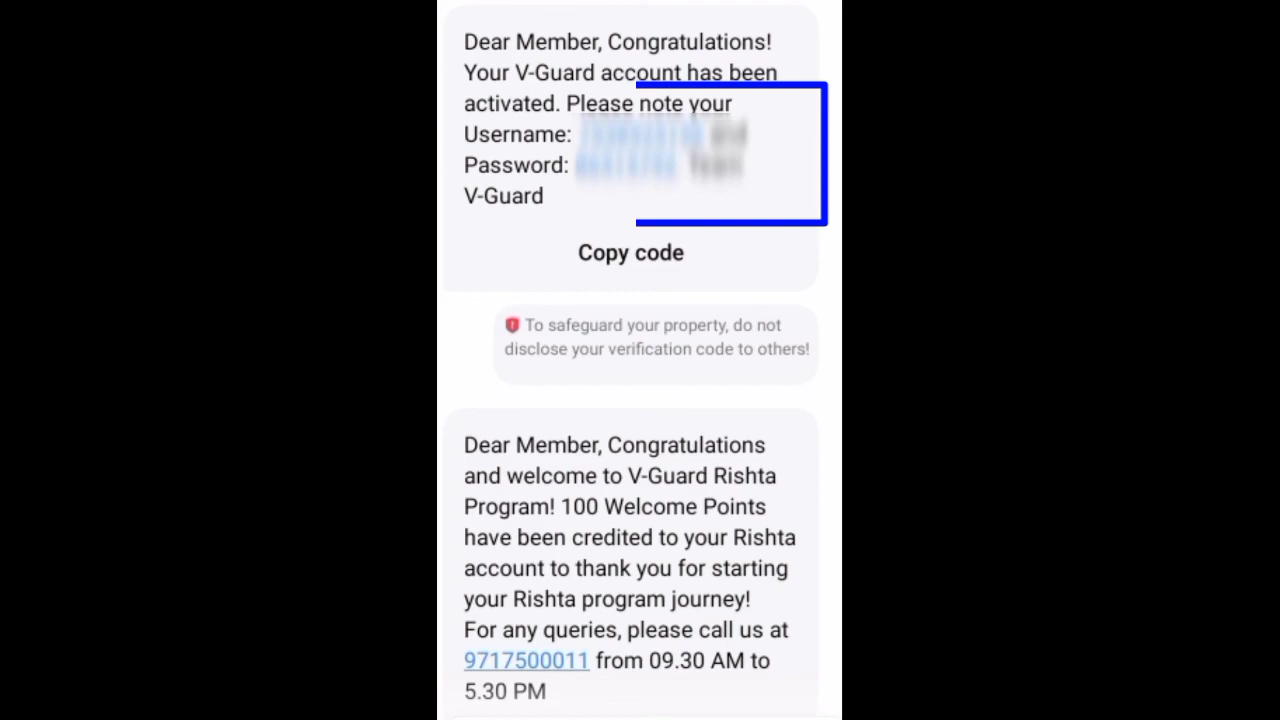 Dear Member, Congratulations!
Your V-Guard account has been
activated. Please note your
Username:
Password:
V-Guard
Copy code
To safeguard your property, do not
disclose your verification code to others!
Dear Member, Congratulations
and welcome to V-Guard Rishta
Program! 100 Welcome Points
have been credited to your Rishta
account to thank you for starting
your Rishta program journey!
For any queries, please call us at
9717500011 from 09.30 AM to
5.30 PM